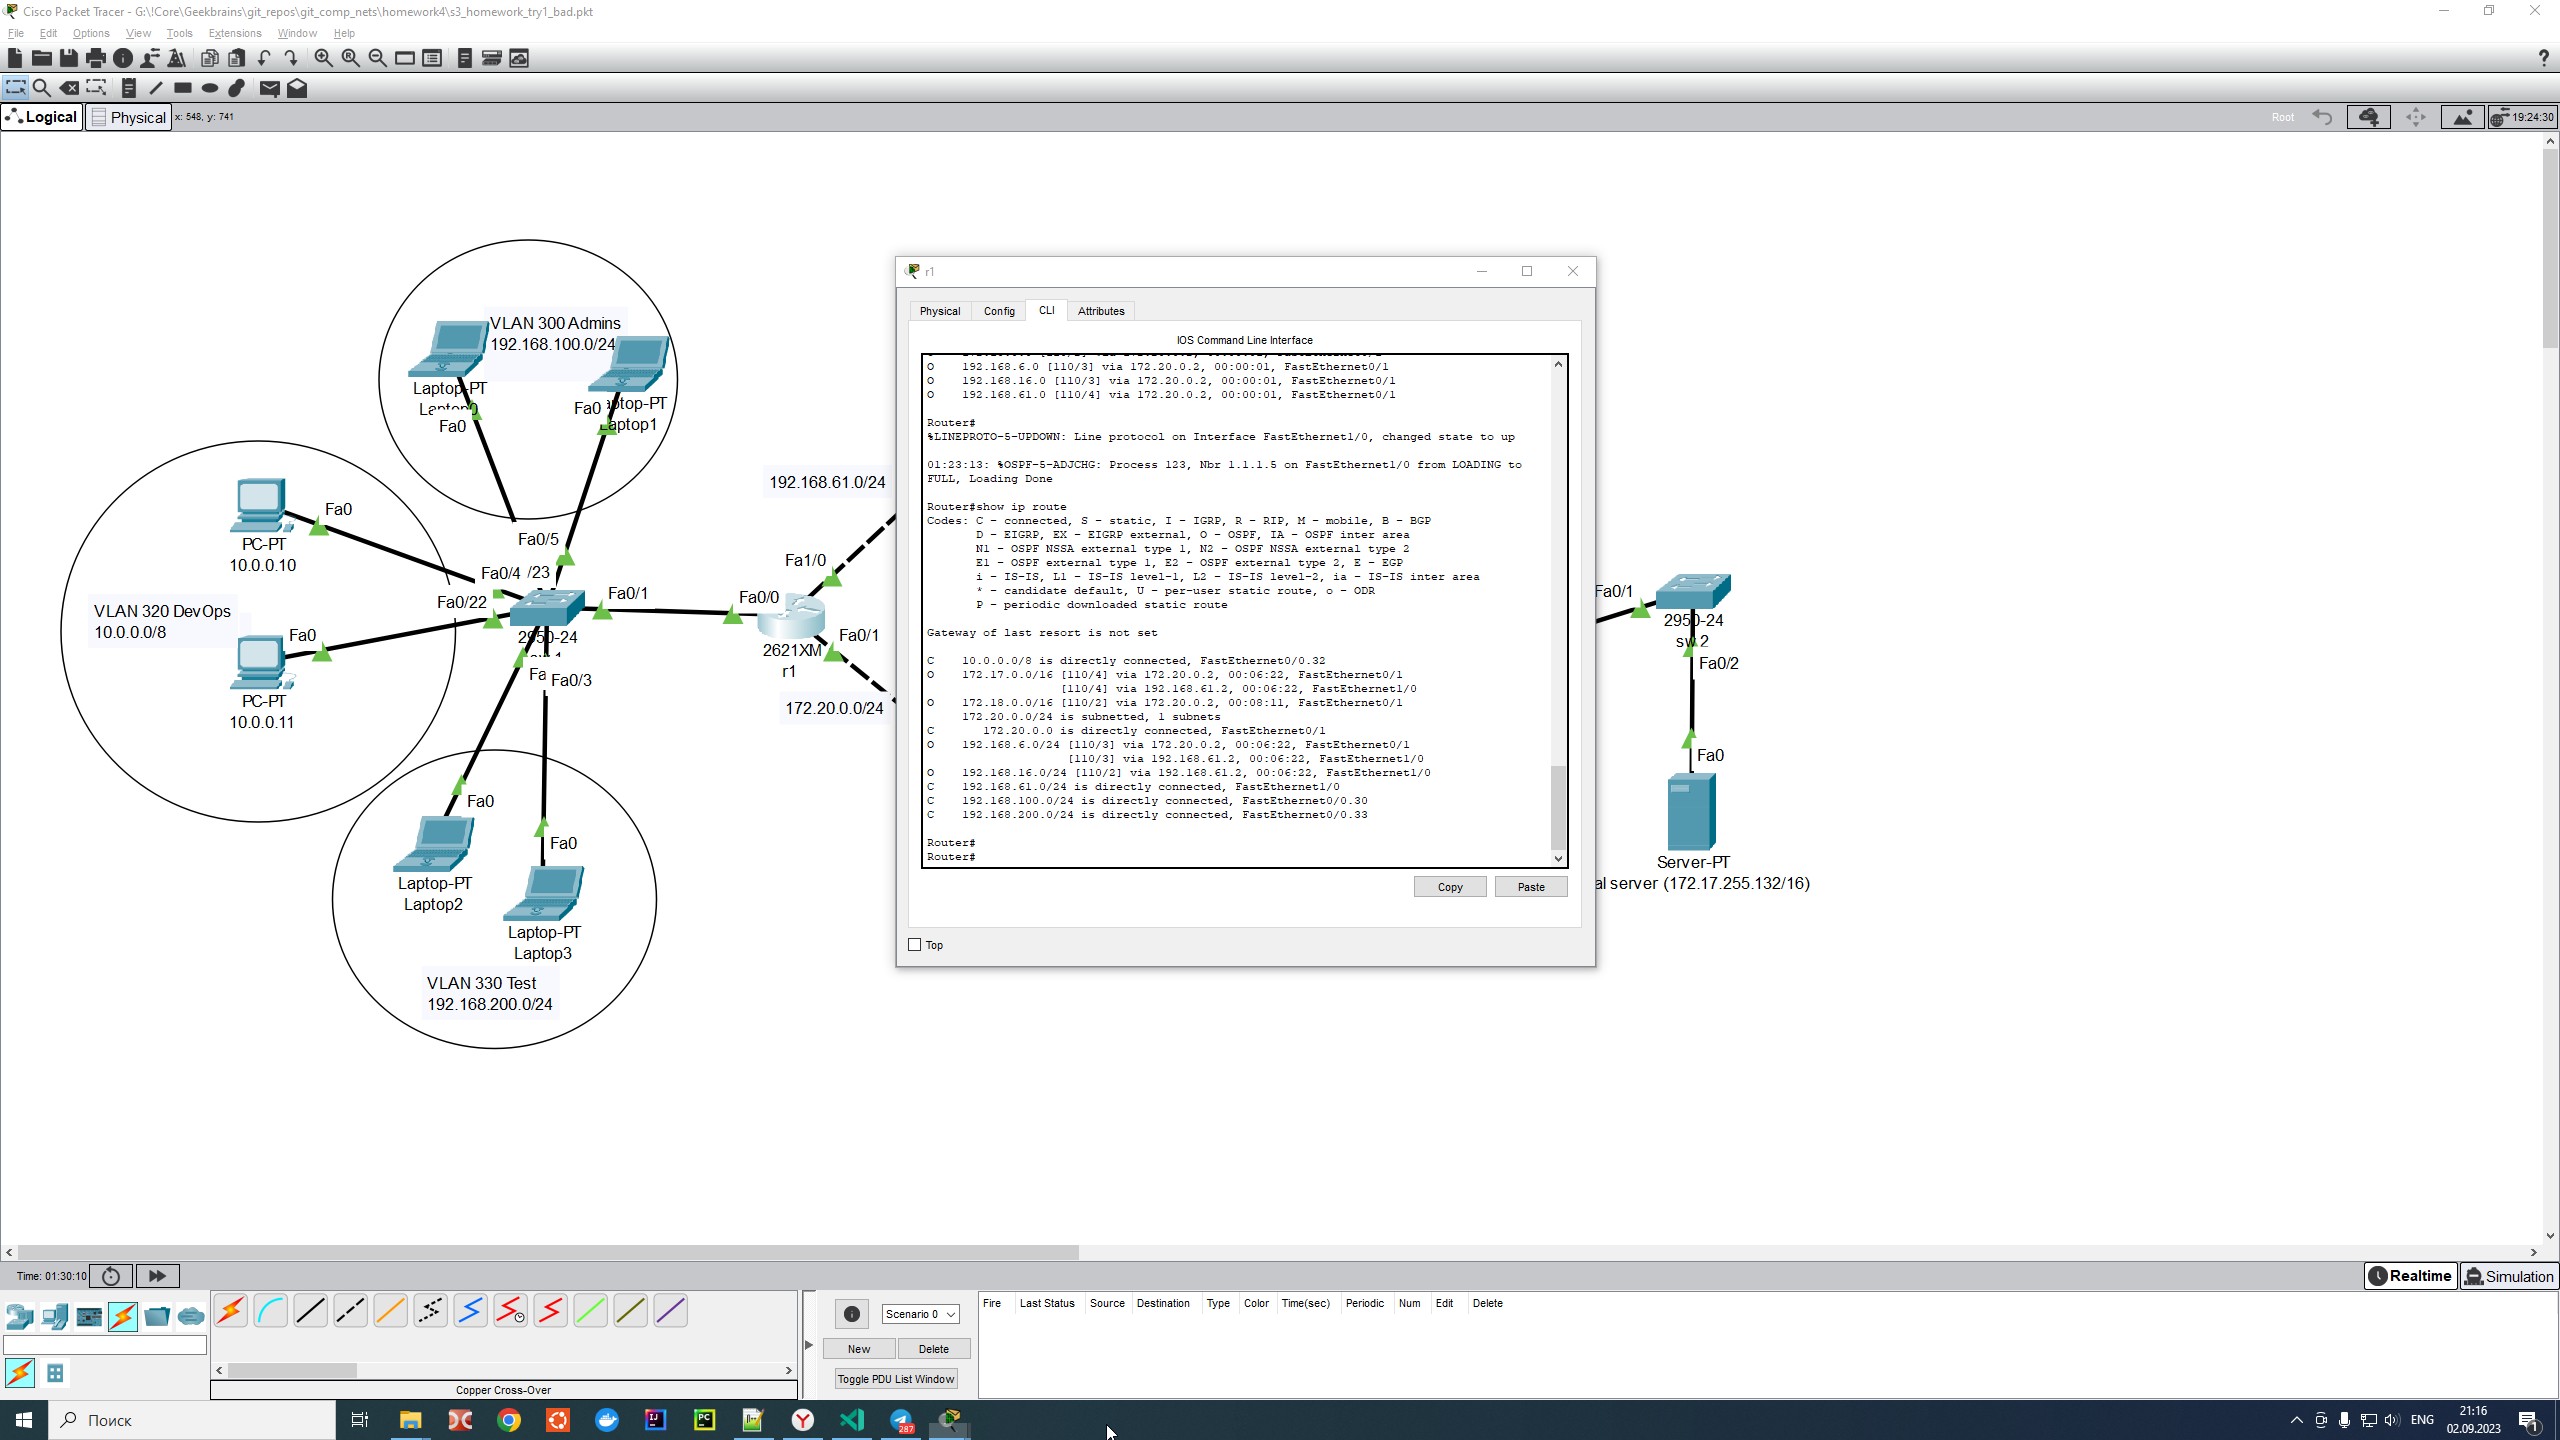 Cisco Packet Tracer - G:\!Core\Geekbrains\git_repos\git_comp_nets\homework4\s3_homework_try1_bad.pkt
File Edit Options View Tools Extensions Window Help
Logical Physical x: 548, y: 741
Root 19:24:30
VLAN 300 Admins
192.168.100.0/24
Laptop-PT
Laptop0
Fa0
Fa0
aptop-PT
Laptop1
Fa0
PC-PT
10.0.0.10
VLAN 320 DevOps
10.0.0.0/8
Fa0
PC-PT
10.0.0.11
Fa0/5
Fa0/4 /23
Fa0/22
Fa0/1
2950-24
Fa
Fa0/3
Fa0
Laptop-PT
Laptop2
Fa0
Laptop-PT
Laptop3
VLAN 330 Test
192.168.200.0/24
192.168.61.0/24
Fa1/0
Fa0/0
Fa0/1
2621XM
r1
172.20.0.0/24
r1
Physical Config CLI Attributes
IOS Command Line Interface
O 192.168.6.0 [110/3] via 172.20.0.2, 00:00:01, FastEthernet0/1
O 192.168.16.0 [110/3] via 172.20.0.2, 00:00:01, FastEthernet0/1
O 192.168.61.0 [110/4] via 172.20.0.2, 00:00:01, FastEthernet0/1
Router#
%LINEPROTO-5-UPDOWN: Line protocol on Interface FastEthernet1/0, changed state to up
01:23:13: %OSPF-5-ADJCHG: Process 123, Nbr 1.1.1.5 on FastEthernet1/0 from LOADING to
FULL, Loading Done
Router#show ip route
Codes: C - connected, S - static, I - IGRP, R - RIP, M - mobile, B - BGP
D - EIGRP, EX - EIGRP external, O - OSPF, IA - OSPF inter area
N1 - OSPF NSSA external type 1, N2 - OSPF NSSA external type 2
E1 - OSPF external type 1, E2 - OSPF external type 2, E - EGP
i - IS-IS, L1 - IS-IS level-1, L2 - IS-IS level-2, ia - IS-IS inter area
* - candidate default, U - per-user static route, o - ODR
P - periodic downloaded static route
Gateway of last resort is not set
C 10.0.0.0/8 is directly connected, FastEthernet0/0.32
O 172.17.0.0/16 [110/4] via 172.20.0.2, 00:06:22, FastEthernet0/1
[110/4] via 192.168.61.2, 00:06:22, FastEthernet1/0
O 172.18.0.0/16 [110/2] via 172.20.0.2, 00:08:11, FastEthernet0/1
172.20.0.0/24 is subnetted, 1 subnets
C 172.20.0.0 is directly connected, FastEthernet0/1
O 192.168.6.0/24 [110/3] via 172.20.0.2, 00:06:22, FastEthernet0/1
[110/3] via 192.168.61.2, 00:06:22, FastEthernet1/0
O 192.168.16.0/24 [110/2] via 192.168.61.2, 00:06:22, FastEthernet1/0
C 192.168.61.0/24 is directly connected, FastEthernet1/0
C 192.168.100.0/24 is directly connected, FastEthernet0/0.30
C 192.168.200.0/24 is directly connected, FastEthernet0/0.33
Router#
Router#
Copy Paste
Top
Fa0/1
2950-24
sw2
Fa0/2
Fa0
Server-PT
al server (172.17.255.132/16)
Time: 01:30:10
Realtime Simulation
Scenario 0
New Delete
Toggle PDU List Window
Fire Last Status Source Destination Type Color Time(sec) Periodic Num Edit Delete
Copper Cross-Over
Поиск
287
ENG
21:16
02.09.2023
1